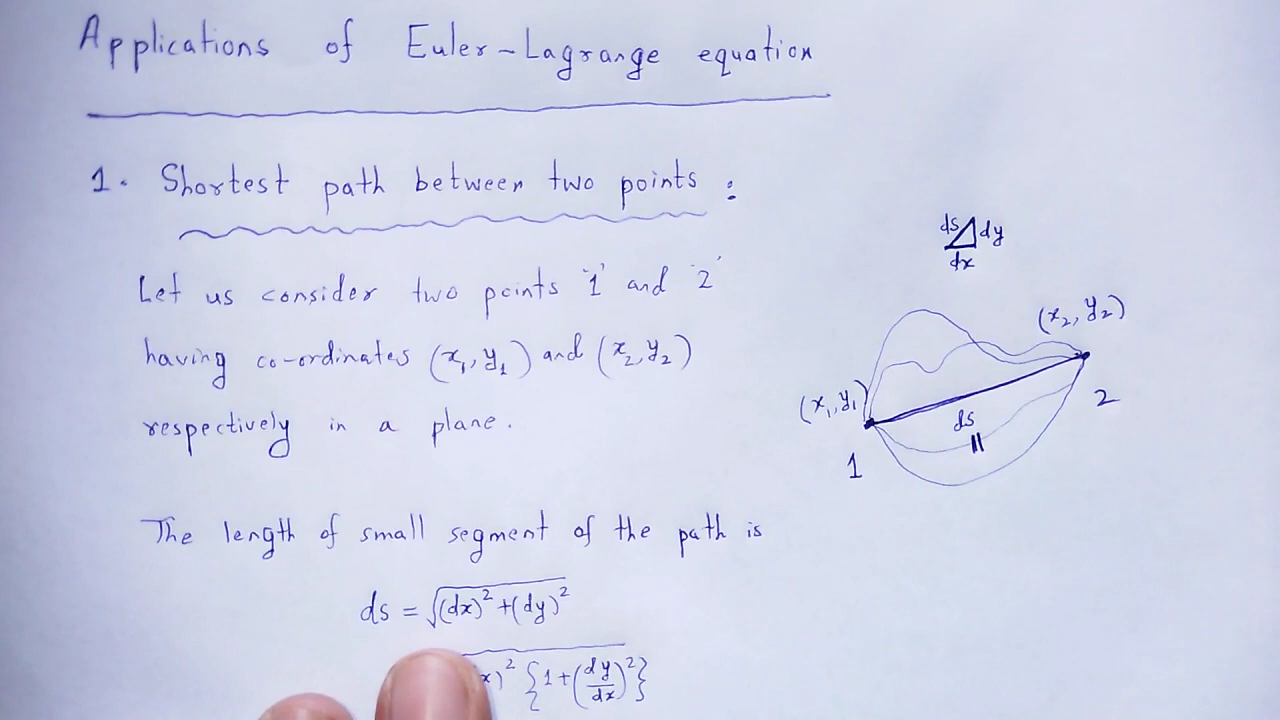 Applications of Euler-Lagrange equation
1. Shortest path between two points :
Let us consider two points '1' and '2'
having co-ordinates (x₁, y₁) and (x₂, y₂)
respectively in a plane.
The length of small segment of the path is
ds = √((dx)² + (dy)²)
x)² {1 + (dy/dx)²}
ds dy
dx
(x₂, y₂)
(x₁, y₁)
ds
2
1